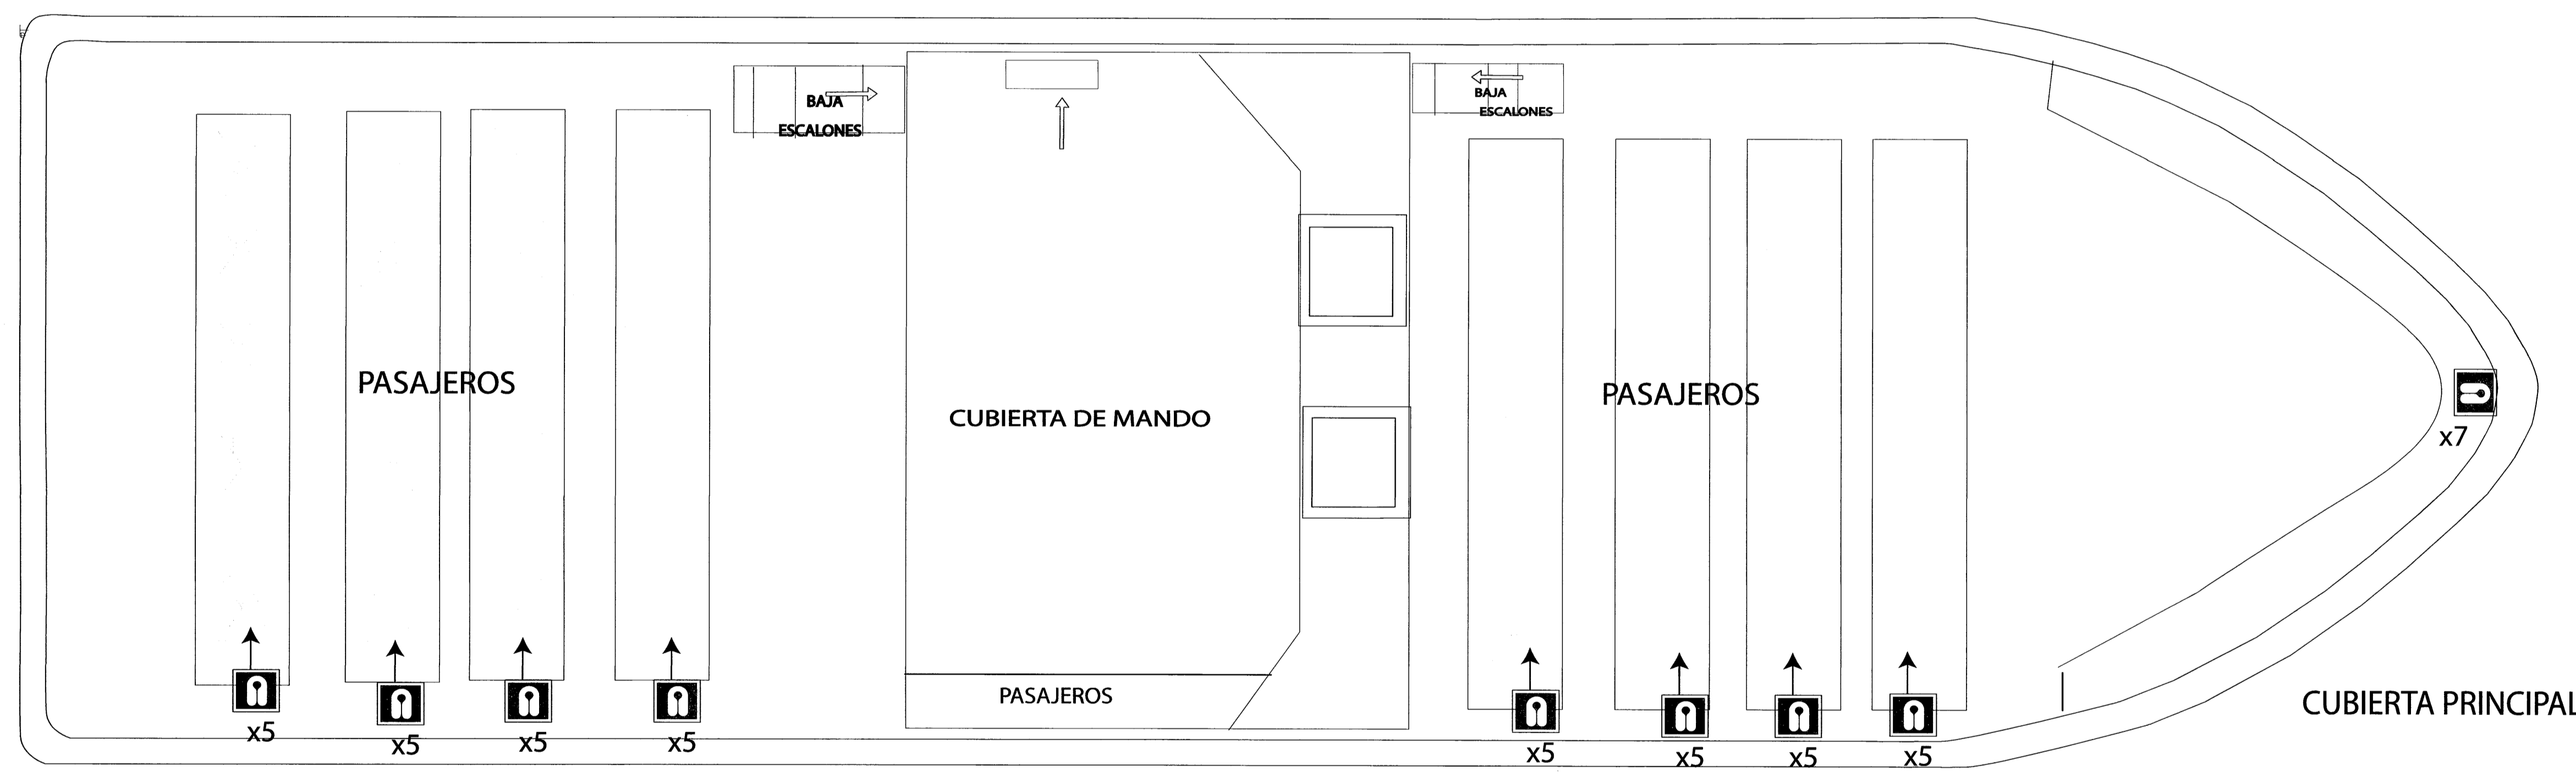 BAJA
ESCALONES
BAJA
ESCALONES
PASAJEROS
CUBIERTA DE MANDO
PASAJEROS
x7
PASAJEROS
CUBIERTA PRINCIPAL
x5
x5
x5
x5
x5
x5
x5
x5